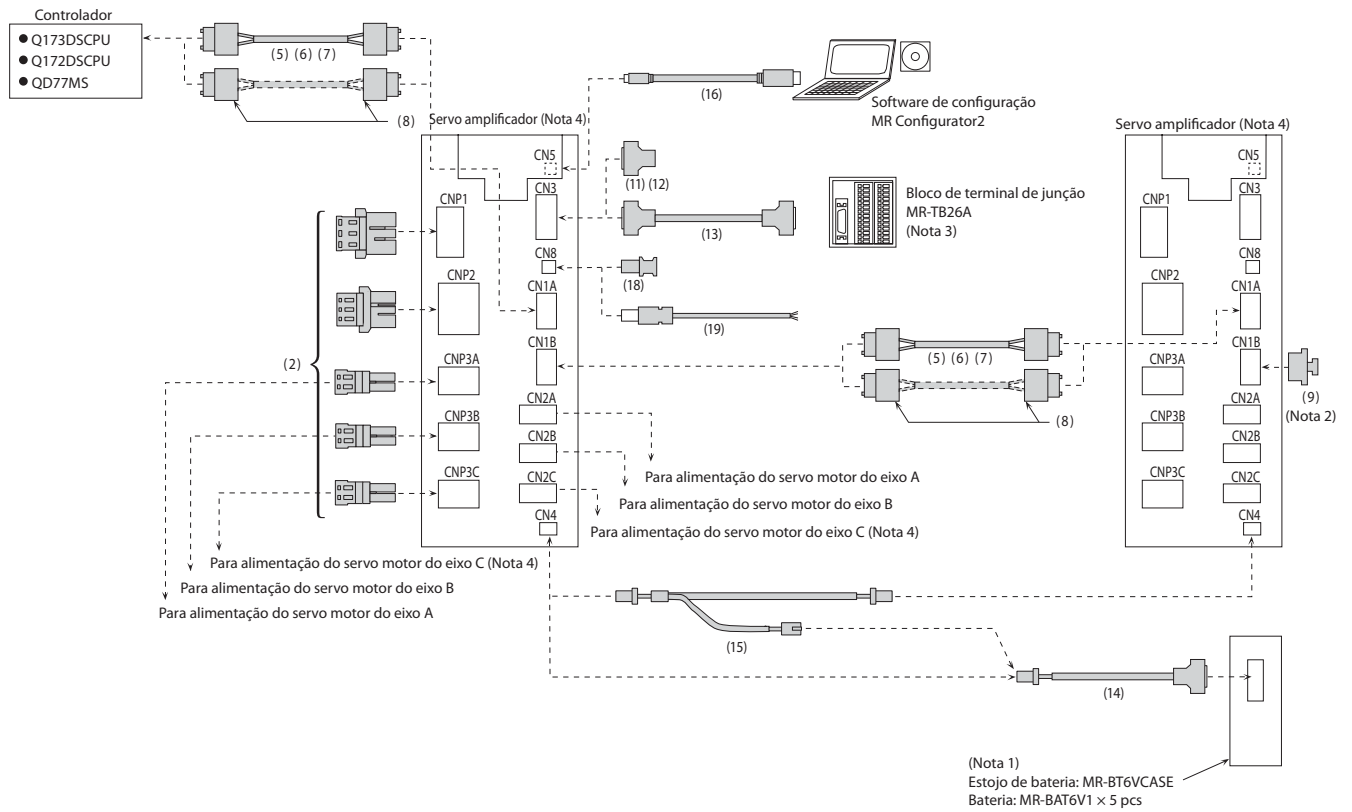 Controlador
● Q173DSCPU
● Q172DSCPU
● QD77MS
(5) (6) (7)
(8)
(16)
Software de configuração
MR Configurator2
Servo amplificador (Nota 4)
CN5
CN3
CNP1
CN8
CNP2
CN1A
CN1B
CNP3A
CN2A
CNP3B
CN2B
CNP3C
CN2C
CN4
(2)
(11) (12)
(13)
(18)
(19)
Bloco de terminal de junção
MR-TB26A
(Nota 3)
(5) (6) (7)
(8)
Servo amplificador (Nota 4)
CN5
CN3
CNP1
CN8
CNP2
CN1A
CN1B
CNP3A
CN2A
CNP3B
CN2B
CNP3C
CN2C
CN4
(9)
(Nota 2)
Para alimentação do servo motor do eixo A
Para alimentação do servo motor do eixo B
Para alimentação do servo motor do eixo C (Nota 4)
Para alimentação do servo motor do eixo C (Nota 4)
Para alimentação do servo motor do eixo B
Para alimentação do servo motor do eixo A
(15)
(14)
(Nota 1)
Estojo de bateria: MR-BT6VCASE
Bateria: MR-BAT6V1 × 5 pcs